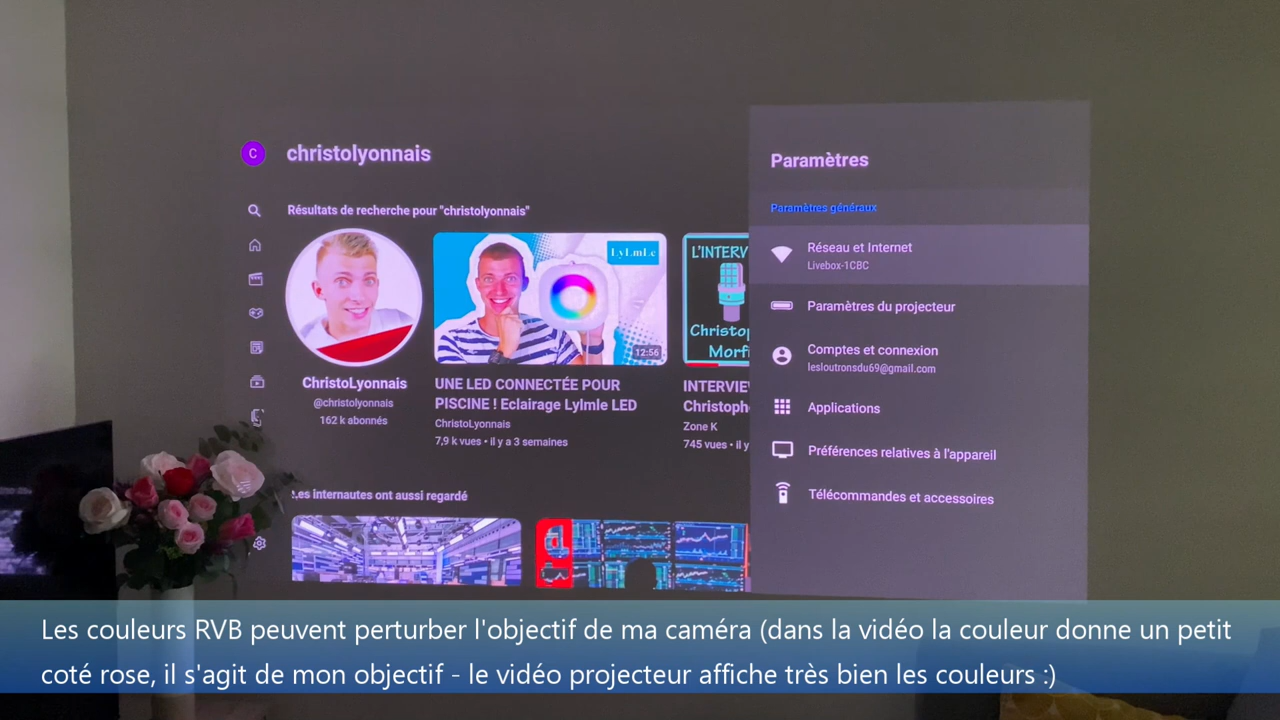 C
christolyonnais
Résultats de recherche pour "christolyonnais"
LyLmLe
12:56
L'INTERV
Christop
Morfi
ChristoLyonnais
@christolyonnais
162 k abonnés
UNE LED CONNECTÉE POUR
PISCINE ! Eclairage Lylmle LED
ChristoLyonnais
7,9 k vues • il y a 3 semaines
INTERVIEW
Christoph
Zone K
745 vues • il y
Les internautes ont aussi regardé
Paramètres
Paramètres généraux
Réseau et Internet
Livebox-1CBC
Paramètres du projecteur
Comptes et connexion
lesloutronsdu69@gmail.com
Applications
Préférences relatives à l'appareil
Télécommandes et accessoires
Les couleurs RVB peuvent perturber l'objectif de ma caméra (dans la vidéo la couleur donne un petit
coté rose, il s'agit de mon objectif - le vidéo projecteur affiche très bien les couleurs :)